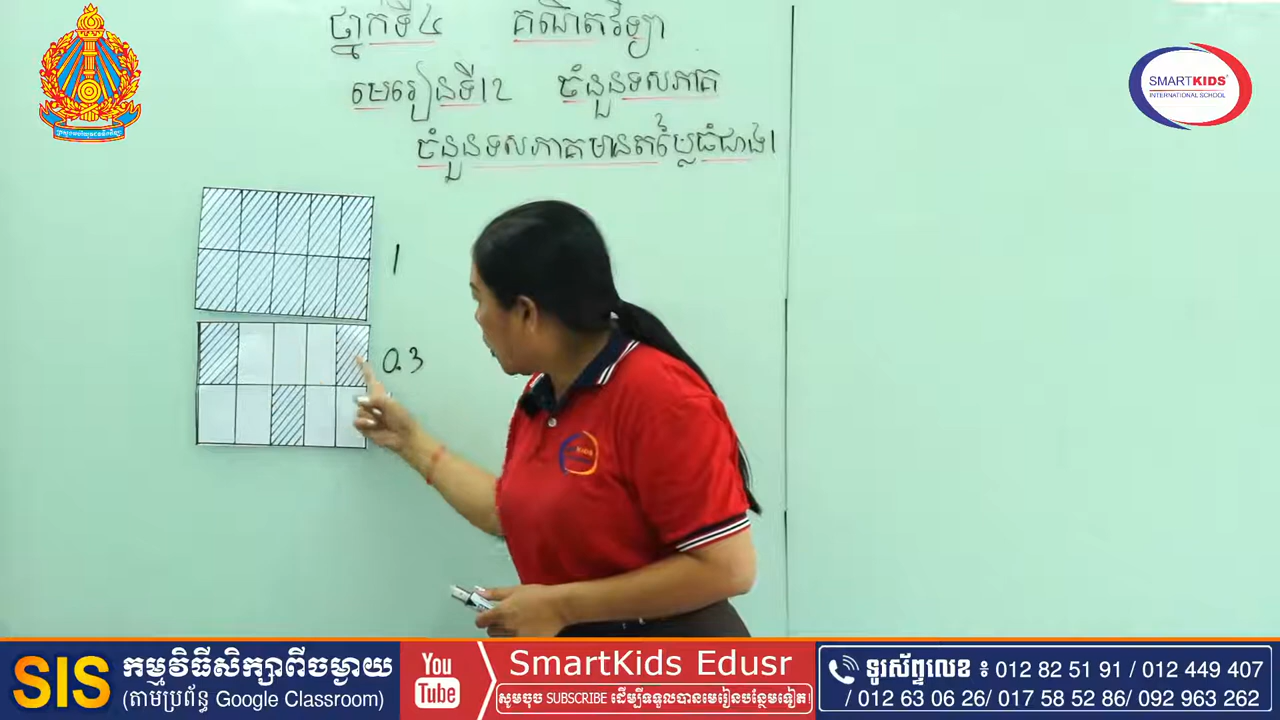 ថ្នាក់ទី៤ គណិតវិទ្យា
មេរៀនទី12 ចំនួនទសភាគ
ចំនួនទសភាគមានតម្លៃធំជាង1
SMARTKIDS
INTERNATIONAL SCHOOL
1
0.3
SIS កម្មវិធីសិក្សាពីចម្ងាយ
(តាមប្រព័ន្ធ Google Classroom)
You Tube
SmartKids Edusr
សូមចុច SUBSCRIBE ដើម្បីទទួលបានមេរៀនបន្ថែមទៀត!
ទូរស័ព្ទលេខ ៖ 012 82 51 91 / 012 449 407
/ 012 63 06 26/ 017 58 52 86/ 092 963 262